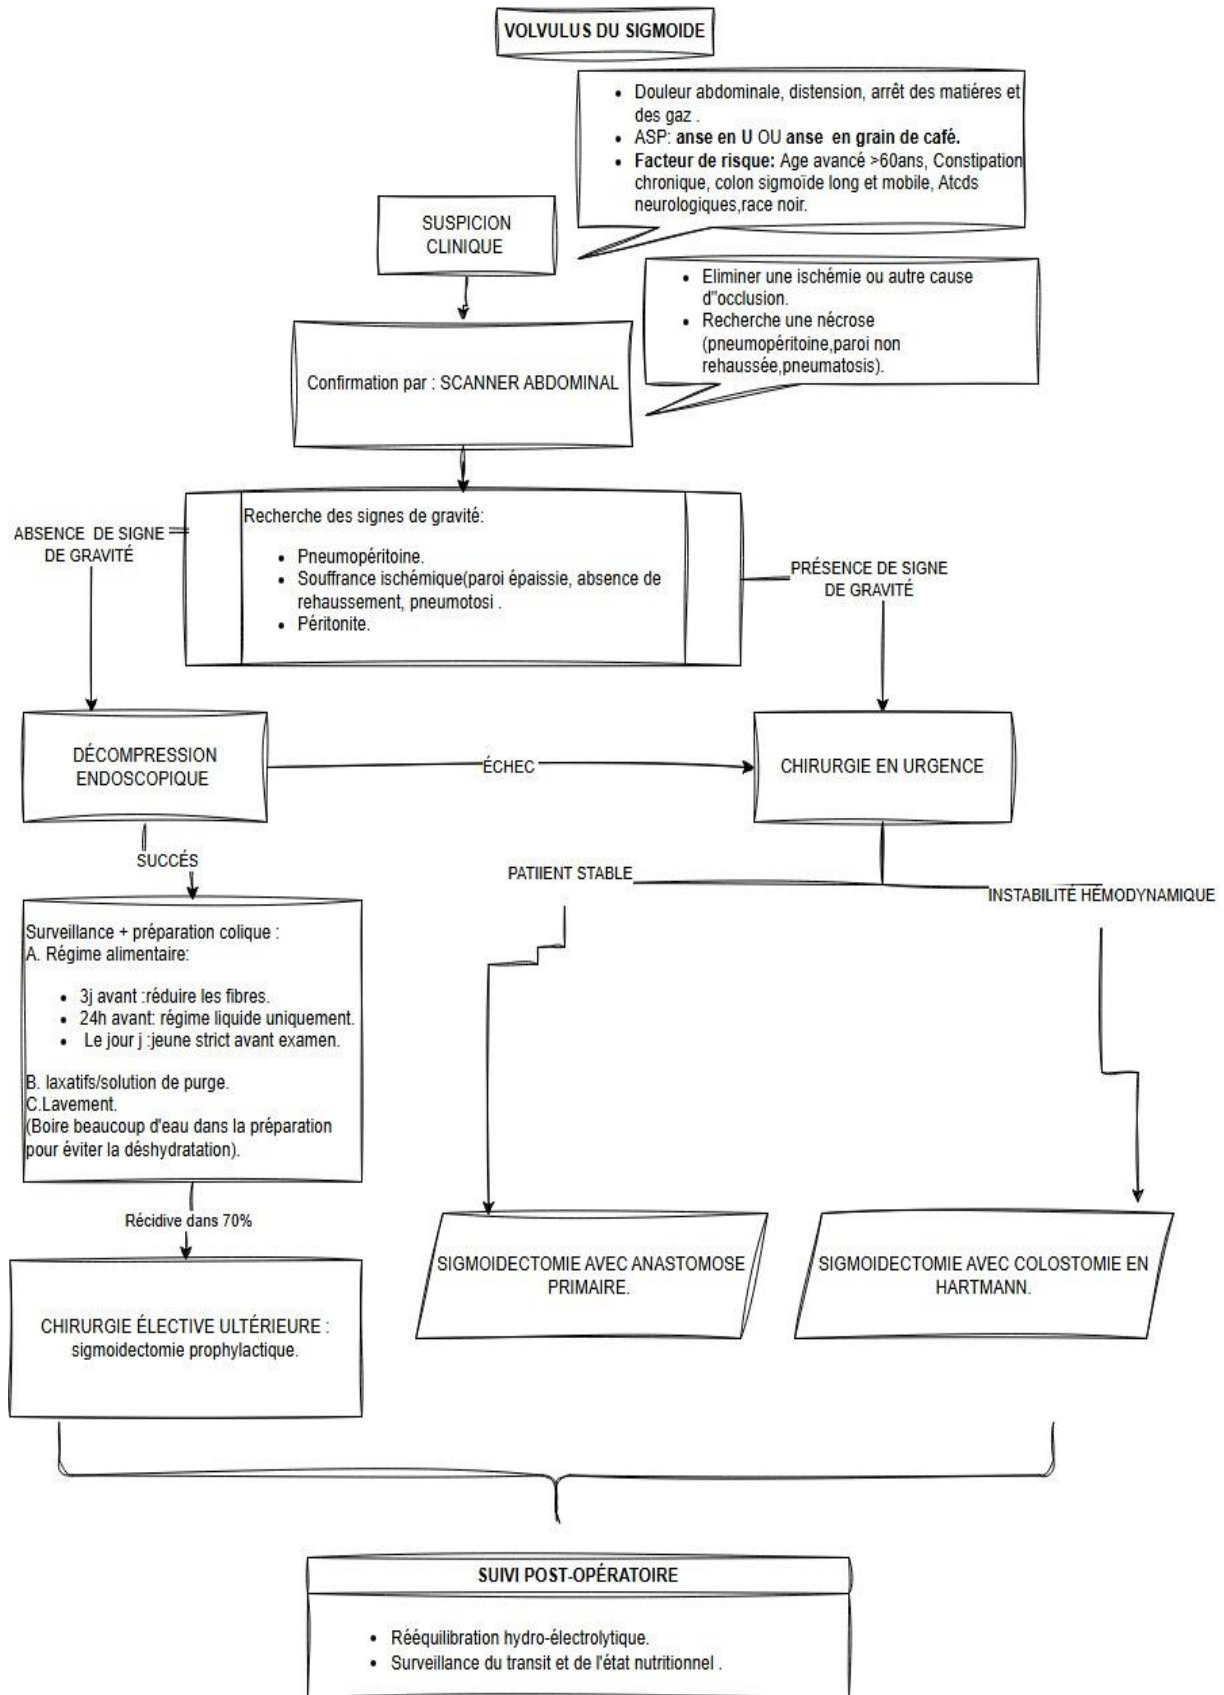 VOLVULUS DU SIGMOIDE
• Douleur abdominale, distension, arrêt des matiéres et
des gaz .
• ASP: anse en U OU anse en grain de café.
• Facteur de risque: Age avancé >60ans, Constipation
chronique, colon sigmoïde long et mobile, Atcds
neurologiques,race noir.
SUSPICION
CLINIQUE
• Eliminer une ischémie ou autre cause
d"occlusion.
• Recherche une nécrose
(pneumopéritoine,paroi non
rehaussée,pneumatosis).
Confirmation par : SCANNER ABDOMINAL
Recherche des signes de gravité:
• Pneumopéritoine.
• Souffrance ischémique(paroi épaissie, absence de
rehaussement, pneumotosi .
• Péritonite.
ABSENCE DE SIGNE
DE GRAVITÉ
PRÉSENCE DE SIGNE
DE GRAVITÉ
DÉCOMPRESSION
ENDOSCOPIQUE
ÉCHEC
CHIRURGIE EN URGENCE
SUCCÉS
PATIIENT STABLE
INSTABILITÉ HÉMODYNAMIQUE
Surveillance + préparation colique :
A. Régime alimentaire:
• 3j avant :réduire les fibres.
• 24h avant: régime liquide uniquement.
• Le jour j :jeune strict avant examen.
B. laxatifs/solution de purge.
C.Lavement.
(Boire beaucoup d'eau dans la préparation
pour éviter la déshydratation).
Récidive dans 70%
CHIRURGIE ÉLECTIVE ULTÉRIEURE :
sigmoidectomie prophylactique.
SIGMOIDECTOMIE AVEC ANASTOMOSE
PRIMAIRE.
SIGMOIDECTOMIE AVEC COLOSTOMIE EN
HARTMANN.
SUIVI POST-OPÉRATOIRE
• Rééquilibration hydro-électrolytique.
• Surveillance du transit et de l'état nutritionnel .